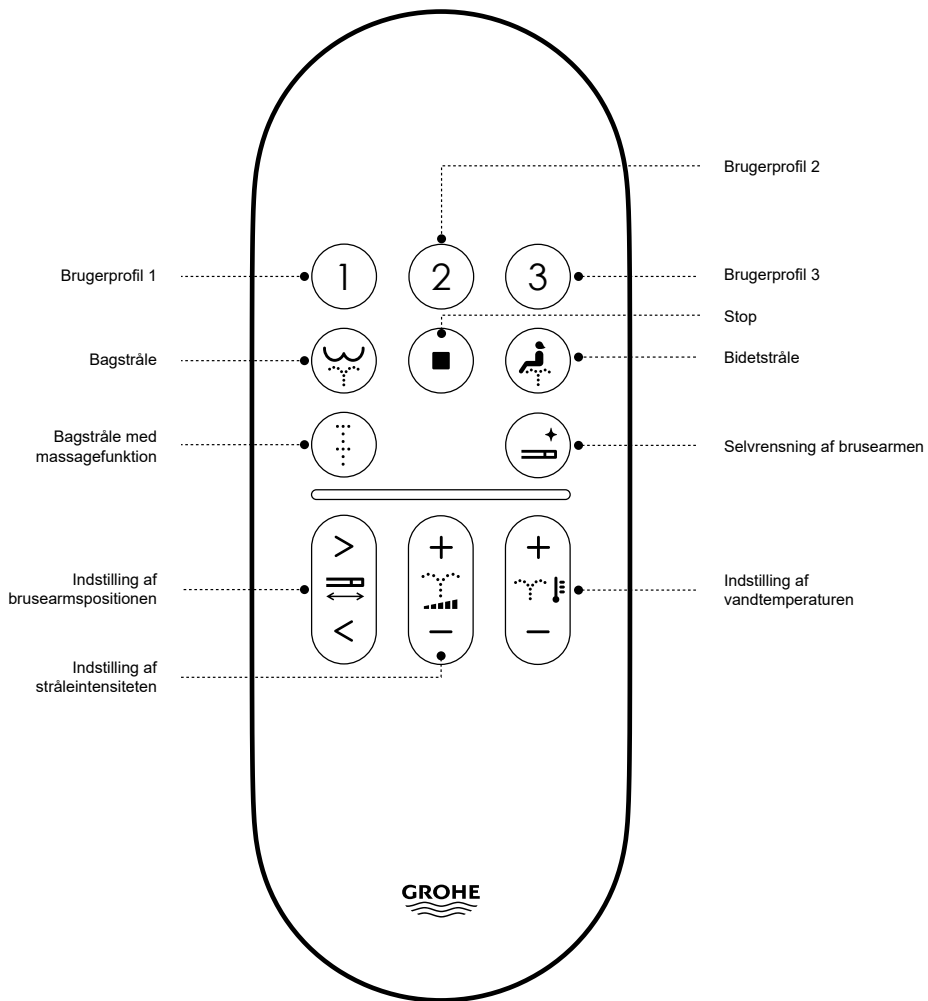 Brugerprofil 2
Brugerprofil 1
1
2
3
Brugerprofil 3
Stop
Bagstråle
Bidetstråle
Bagstråle med
massagefunktion
Selvrensning af brusearmen
>
+
+
Indstilling af
brusearmspositionen
Indstilling af
vandtemperaturen
<
−
−
Indstilling af
stråleintensiteten
GROHE